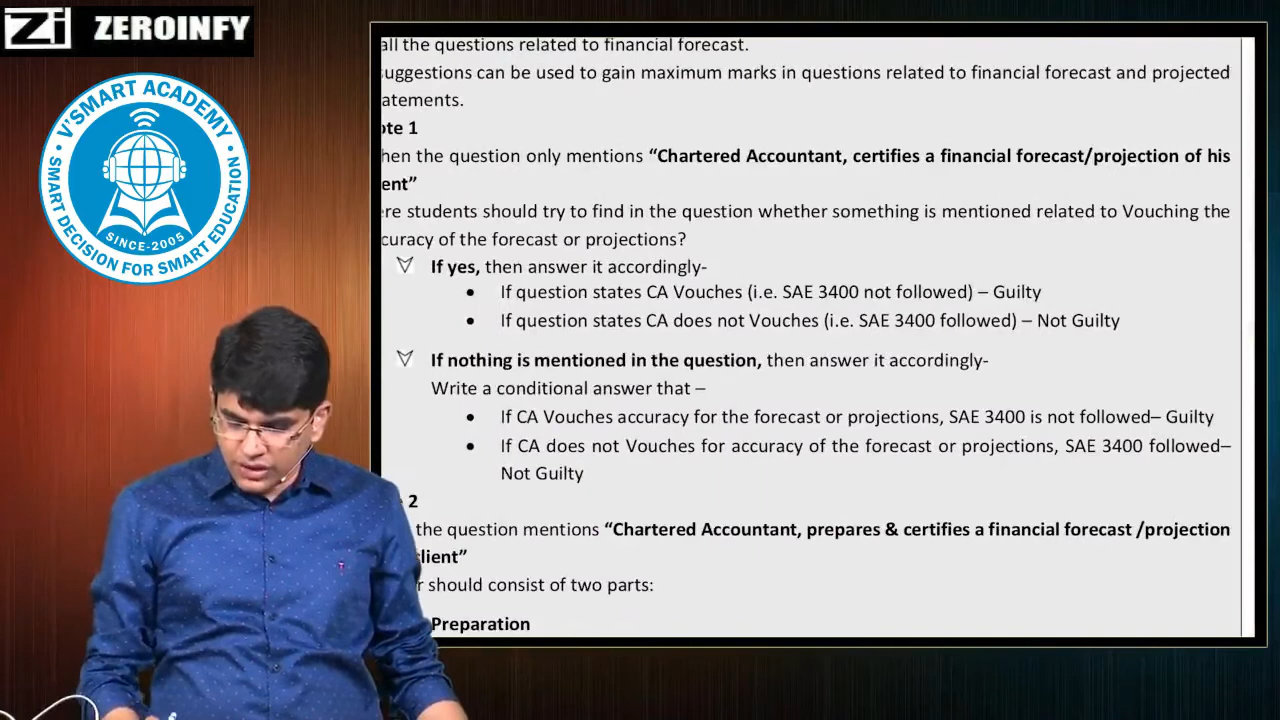 Zi ZEROINFY
V'SMART ACADEMY
SINCE-2005
SMART DECISION FOR SMART EDUCATION
all the questions related to financial forecast.
suggestions can be used to gain maximum marks in questions related to financial forecast and projected
atements.
ote 1
hen the question only mentions “Chartered Accountant, certifies a financial forecast/projection of his
ent”
ere students should try to find in the question whether something is mentioned related to Vouching the
curacy of the forecast or projections?
If yes, then answer it accordingly-
• If question states CA Vouches (i.e. SAE 3400 not followed) – Guilty
• If question states CA does not Vouches (i.e. SAE 3400 followed) – Not Guilty
If nothing is mentioned in the question, then answer it accordingly-
Write a conditional answer that –
• If CA Vouches accuracy for the forecast or projections, SAE 3400 is not followed– Guilty
• If CA does not Vouches for accuracy of the forecast or projections, SAE 3400 followed–
Not Guilty
e 2
the question mentions “Chartered Accountant, prepares & certifies a financial forecast /projection
client”
r should consist of two parts:
Preparation